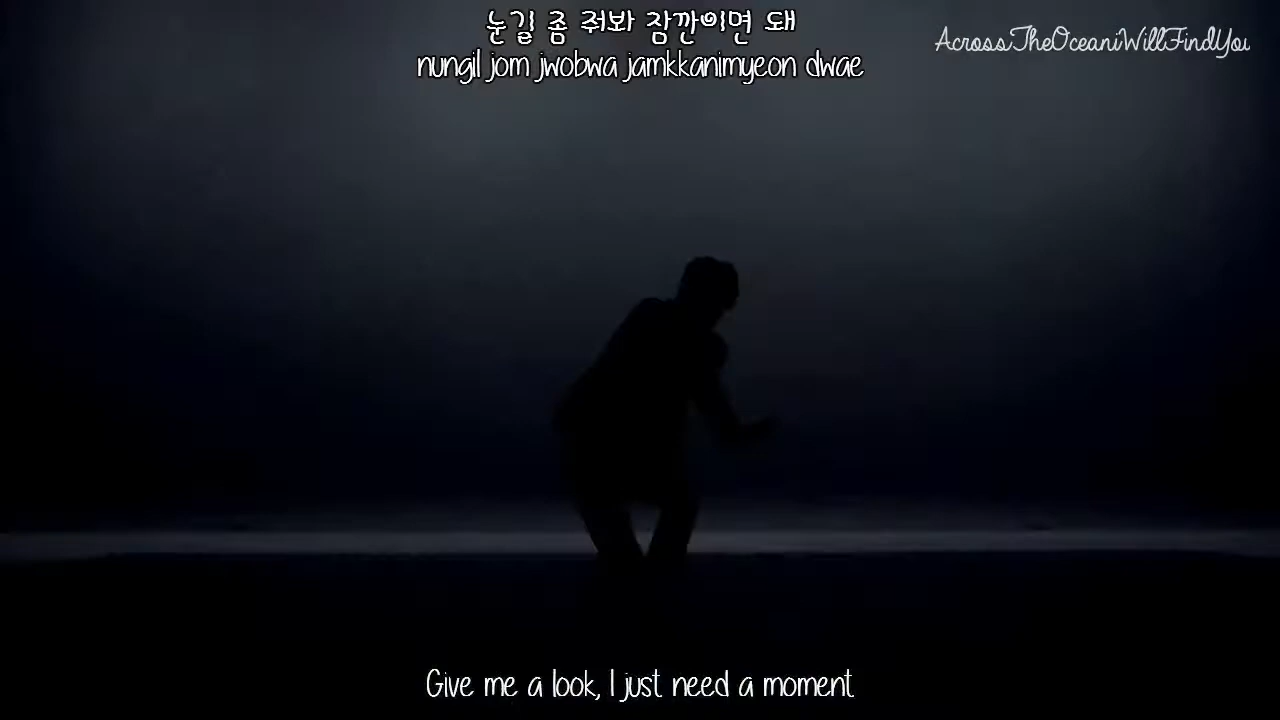 눈길 좀 줘봐 잠깐이면 돼
nungil jom jwobwa jamkkanimyeon dwae
AcrossTheOceaniWillFindYou
Give me a look, I just need a moment